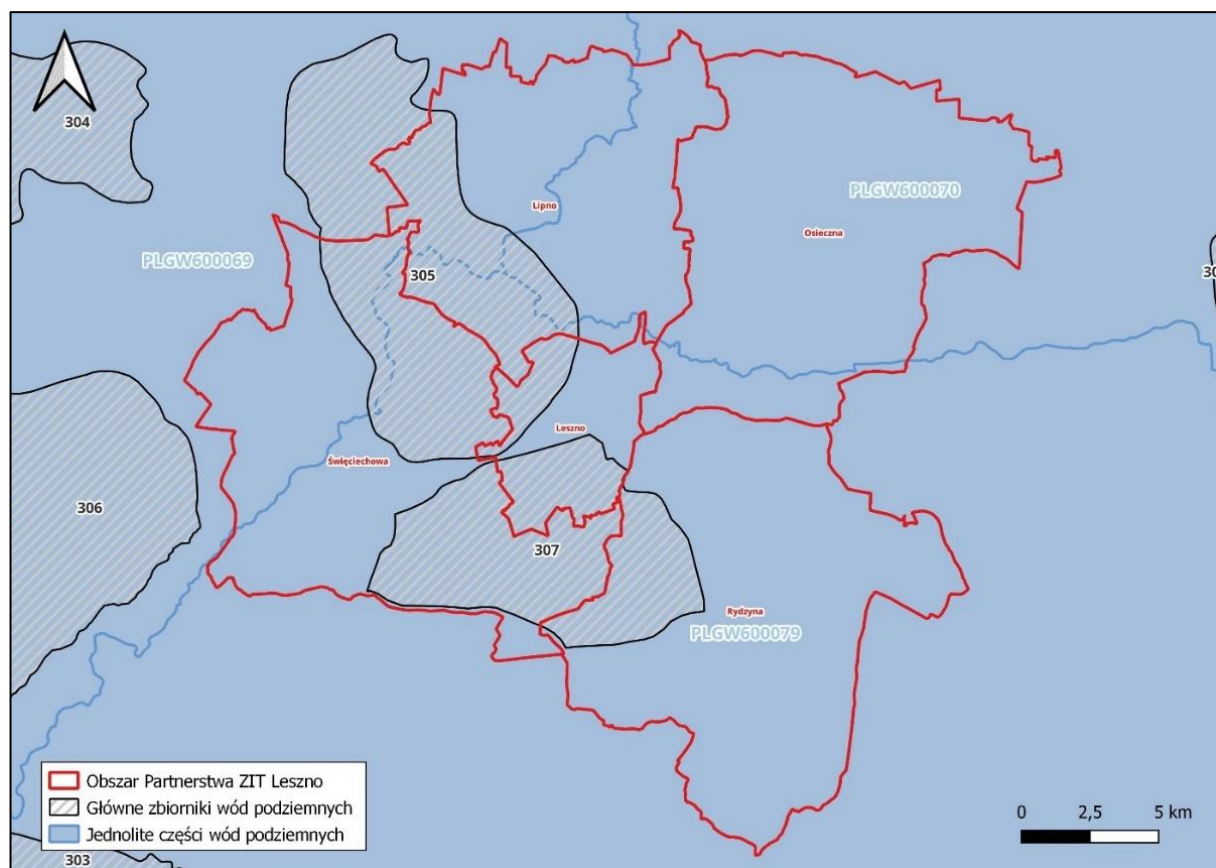 304
PLGW600070
Lipno
Osieczna
PLGW600069
305
30
Leszno
Święciechowa
306
307
Rydzyna
PLGW600079
Obszar Partnerstwa ZIT Leszno
Główne zbiorniki wód podziemnych
Jednolite części wód podziemnych
0 2,5 5 km
303